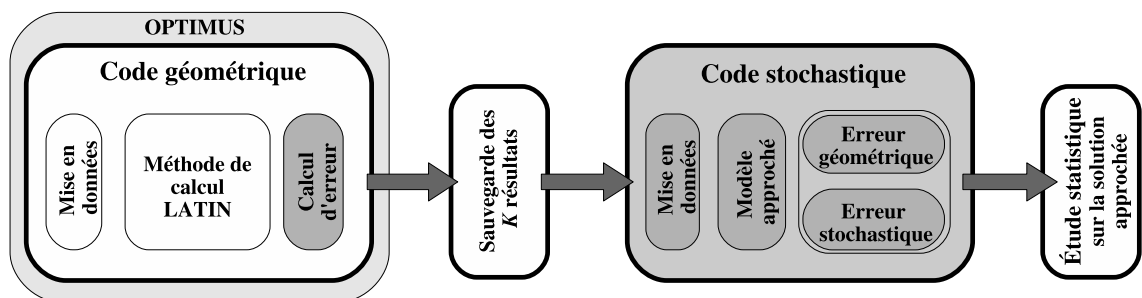 OPTIMUS
Code géométrique
Mise en
données
Méthode de
calcul
LATIN
Calcul
d'erreur
Sauvegarde des
K résultats
Code stochastique
Mise en
données
Modèle
approché
Erreur
géométrique
Erreur
stochastique
Étude statistique
sur la solution
approchée